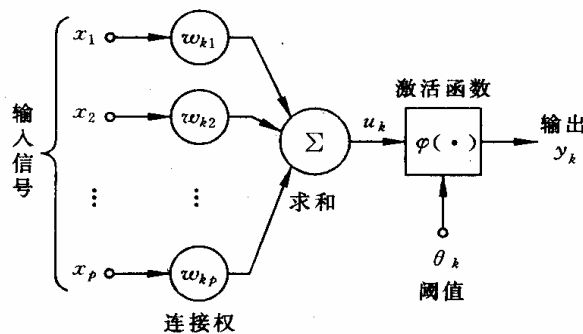 输入信号
x1
wk1
x2
wk2
⋮
⋮
xp
wkp
连接权
Σ
求和
uk
激活函数
φ(·)
输出
yk
θk
阈值